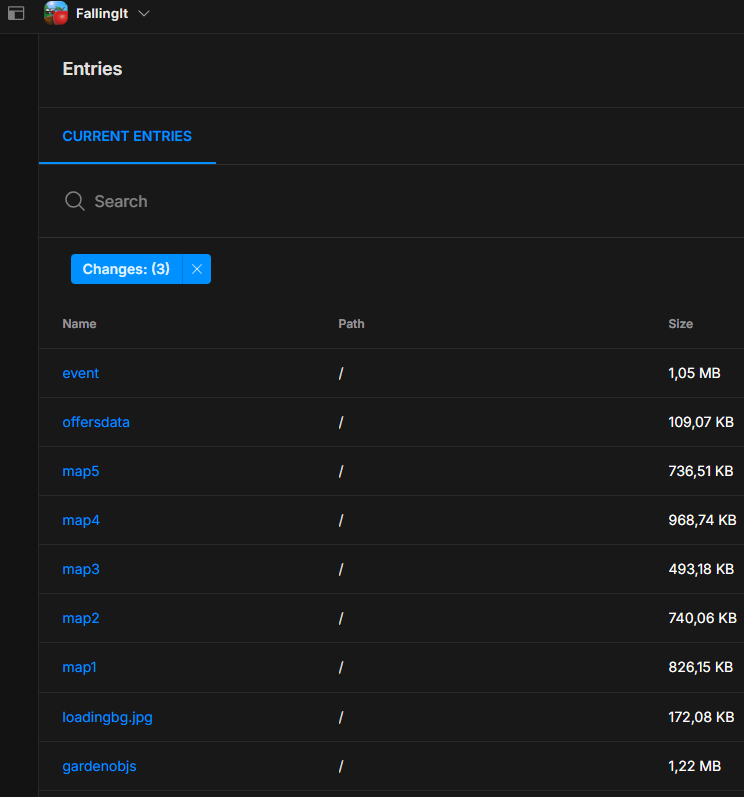 FallingIt
Entries
CURRENT ENTRIES
Search
Changes: (3)
Name Path Size
event / 1,05 MB
offersdata / 109,07 KB
map5 / 736,51 KB
map4 / 968,74 KB
map3 / 493,18 KB
map2 / 740,06 KB
map1 / 826,15 KB
loadingbg.jpg / 172,08 KB
gardenobjs / 1,22 MB